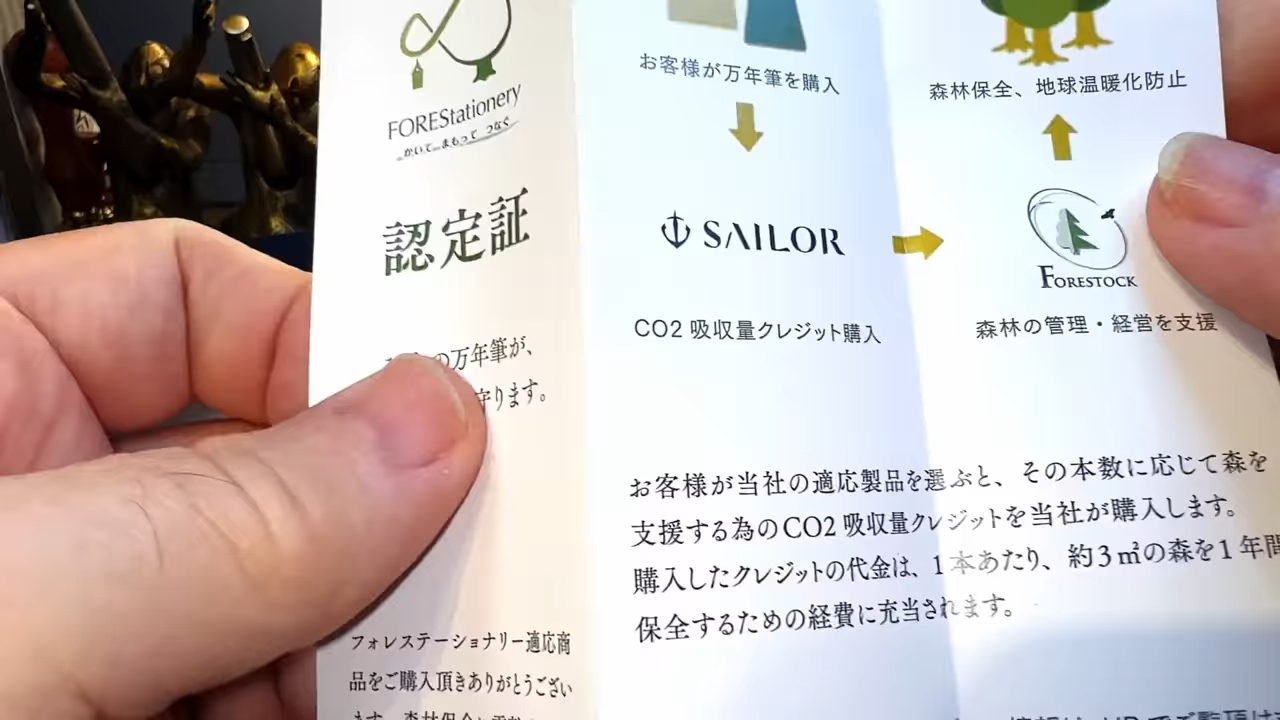 FOREStationery
かいて…まもって つなぐ
認定証
の万年筆が、
守ります。
フォレステーショナリー適応商
品をご購入頂きありがとうござい
お客様が万年筆を購入
SAILOR
CO2 吸収量クレジット購入
森林保全、地球温暖化防止
FORESTOCK
森林の管理・経営を支援
お客様が当社の適応製品を選ぶと、その本数に応じて森を
支援する為のCO2 吸収量クレジットを当社が購入します。
購入したクレジットの代金は、1本あたり、約3㎡の森を1年間
保全するための経費に充当されます。